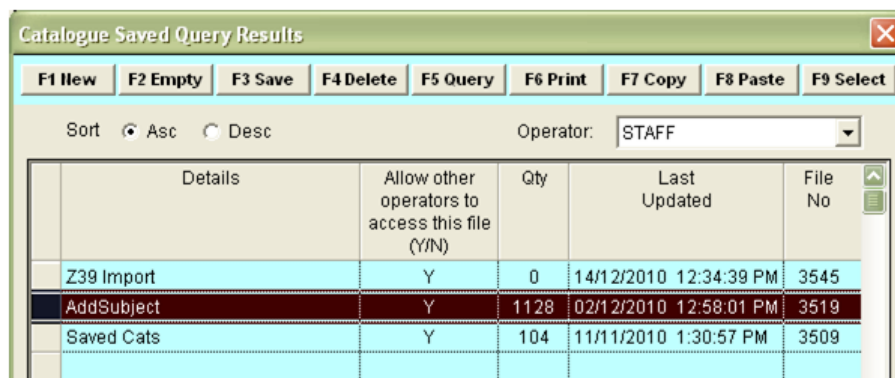 Catalogue Saved Query Results
F1 New F2 Empty F3 Save F4 Delete F5 Query F6 Print F7 Copy F8 Paste F9 Select
Sort Asc Desc Operator: STAFF
Details Allow other Qty Last File
operators to Updated No
access this file
(Y/N)
Z39 Import Y 0 14/12/2010 12:34:39 PM 3545
AddSubject Y 1128 02/12/2010 12:58:01 PM 3519
Saved Cats Y 104 11/11/2010 1:30:57 PM 3509